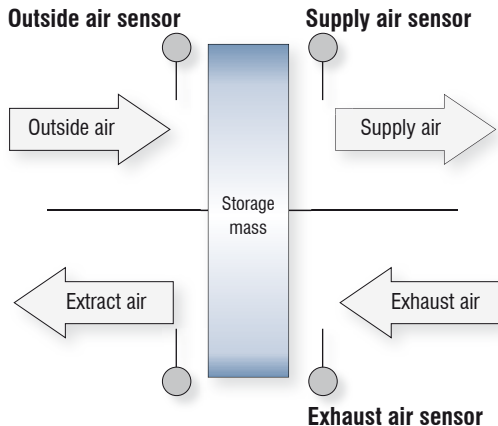 Outside air sensor
Supply air sensor
Outside air
Supply air
Storage
mass
Extract air
Exhaust air
Exhaust air sensor